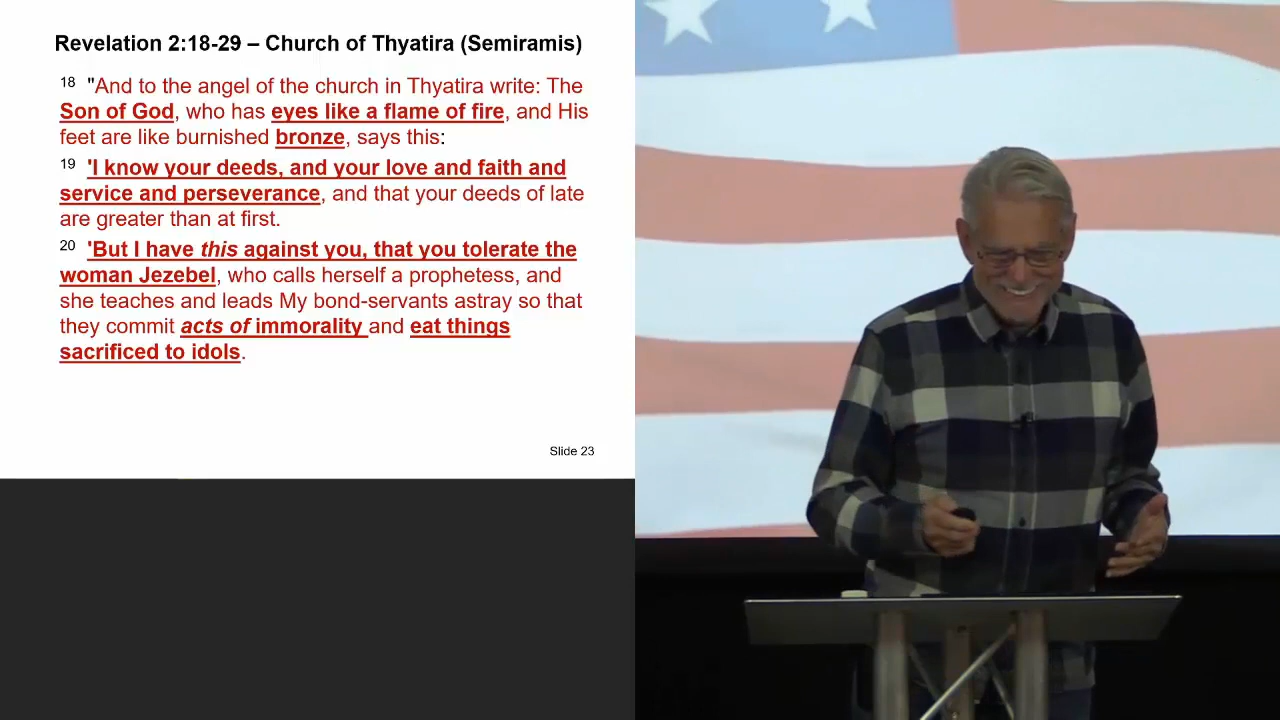 Revelation 2:18-29 – Church of Thyatira (Semiramis)
18 "And to the angel of the church in Thyatira write: The
Son of God, who has eyes like a flame of fire, and His
feet are like burnished bronze, says this:
19 'I know your deeds, and your love and faith and
service and perseverance, and that your deeds of late
are greater than at first.
20 'But I have this against you, that you tolerate the
woman Jezebel, who calls herself a prophetess, and
she teaches and leads My bond-servants astray so that
they commit acts of immorality and eat things
sacrificed to idols.
Slide 23